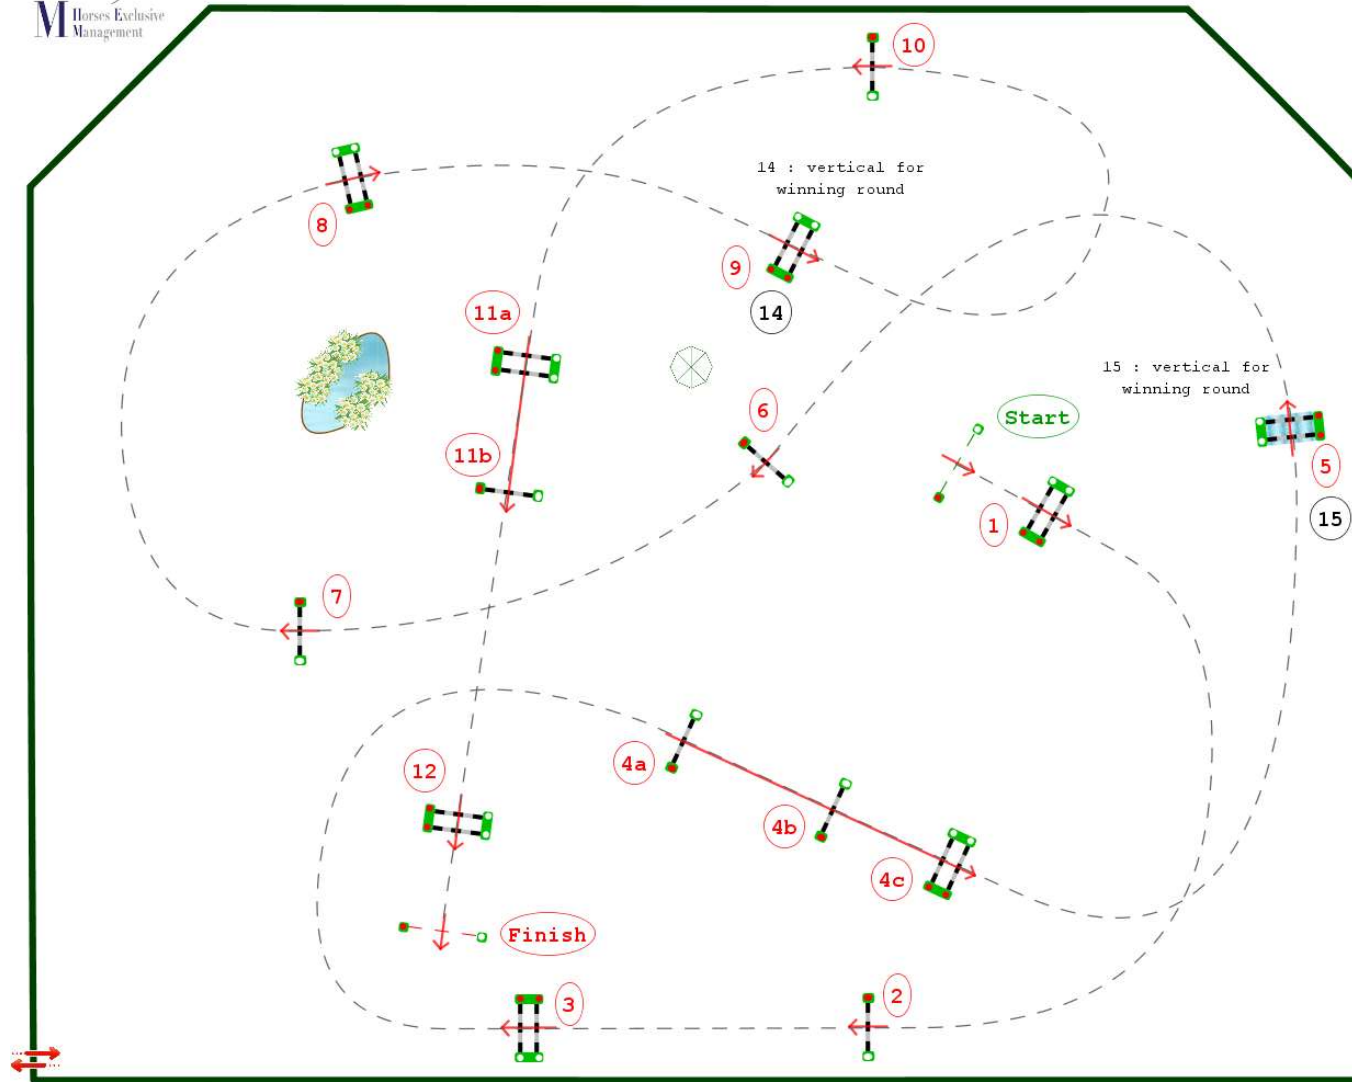 Horses Exclusive
Management
10
14 : vertical for
winning round
8
9
14
11a
15 : vertical for
winning round
6
Start
11b
5
1
15
7
12
4a
4b
4c
Finish
3
2